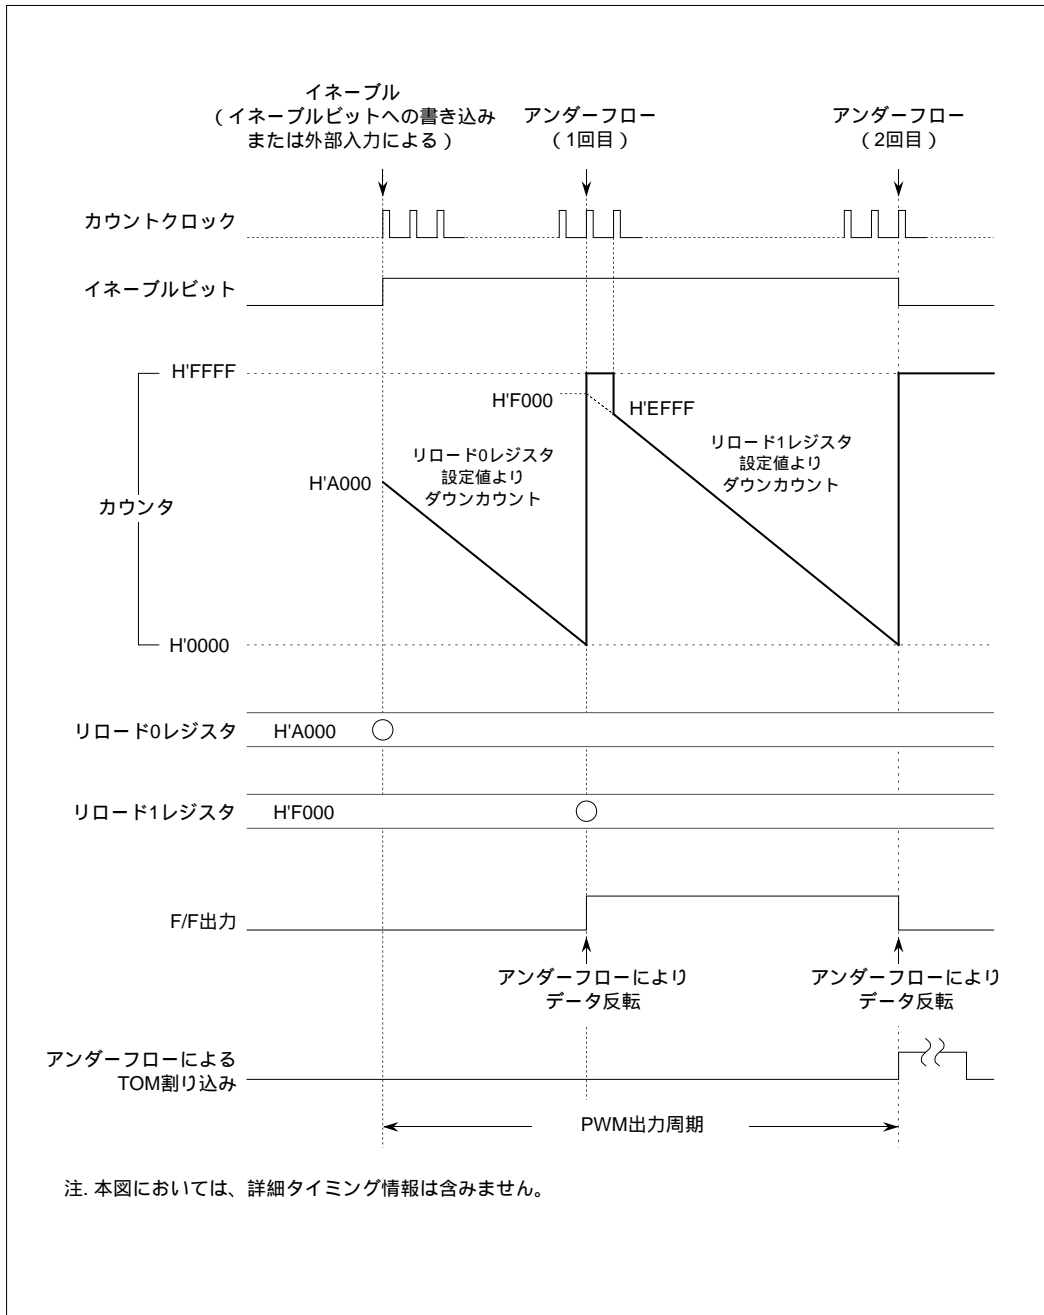 イネーブル
（イネーブルビットへの書き込み
または外部入力による）
アンダーフロー
（1回目）
アンダーフロー
（2回目）
カウントクロック
イネーブルビット
カウンタ
H'FFFF
H'F000
H'EFFF
H'A000
リロード0レジスタ
設定値より
ダウンカウント
リロード1レジスタ
設定値より
ダウンカウント
H'0000
リロード0レジスタ
H'A000
リロード1レジスタ
H'F000
F/F出力
アンダーフローにより
データ反転
アンダーフローにより
データ反転
アンダーフローによる
TOM割り込み
PWM出力周期
注. 本図においては、詳細タイミング情報は含みません。